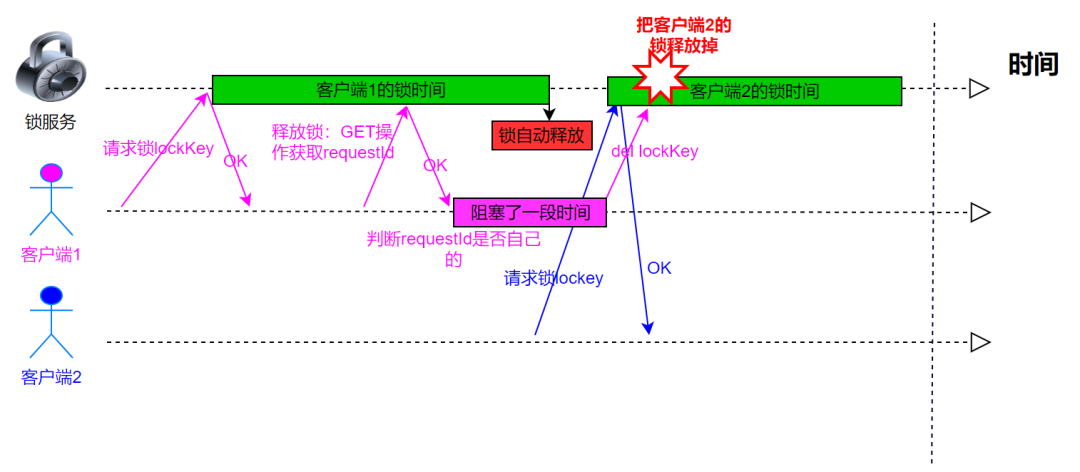 把客户端2的
锁释放掉
时间
客户端1的锁时间
客户端2的锁时间
锁服务
请求锁lockKey
OK
释放锁：GET操
作获取requestId
OK
锁自动释放
del lockKey
客户端1
阻塞了一段时间
判断requestId是否自己
的
请求锁lockey
OK
客户端2